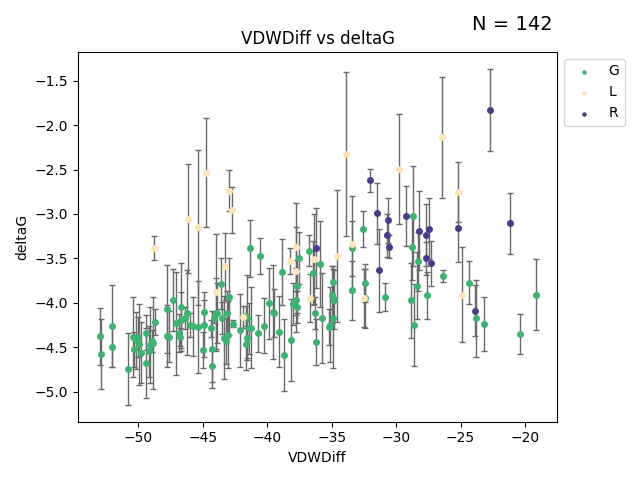 N = 142
VDWDiff vs deltaG
G
L
R
−1.5
−2.0
−2.5
−3.0
−3.5
−4.0
−4.5
−5.0
deltaG
−50 −45 −40 −35 −30 −25 −20
VDWDiff